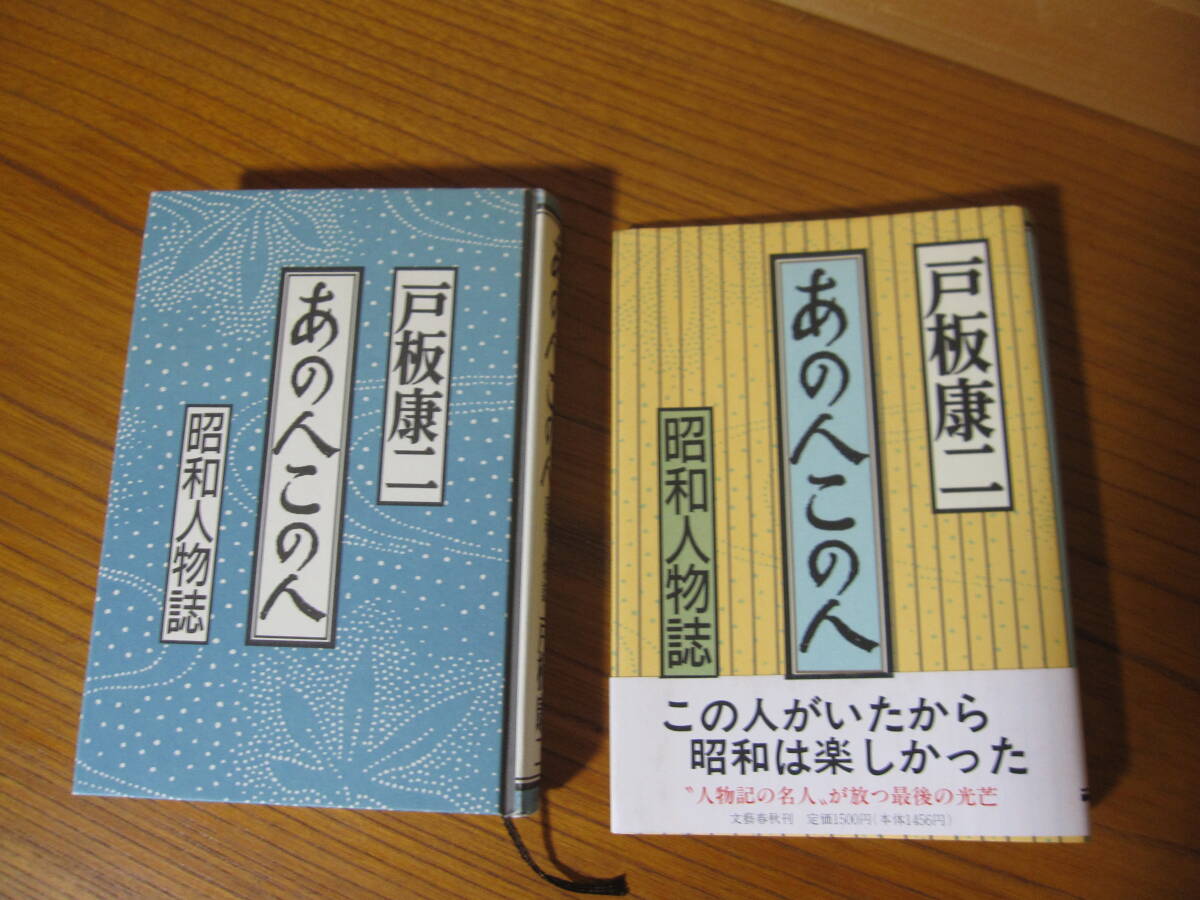 戸板康二
あの人この人
昭和人物誌
戸板康二
あの人この人
昭和人物誌
この人がいたから
昭和は楽しかった
〝人物記の名人〟が放つ最後の光芒
文藝春秋刊 定価1500円(本体1456円)